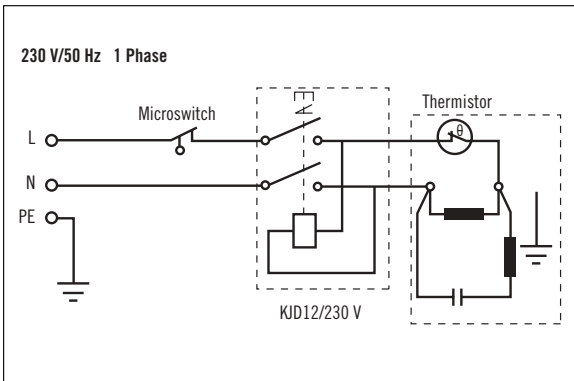 230 V/50 Hz 1 Phase
Microswitch
Thermistor
θ
L
N
PE
KJD12/230 V